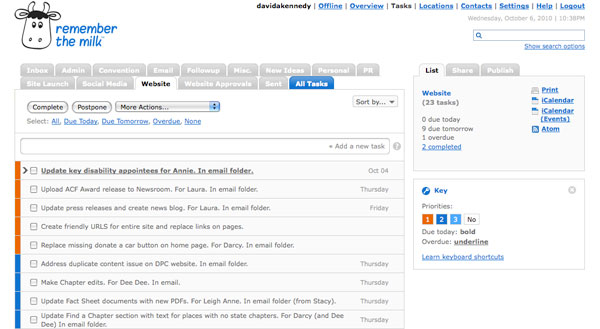 davidakennedy | Offline | Overview | Tasks | Locations | Contacts | Settings | Help | Logout
Wednesday, October 6, 2010 | 10:38PM
remember
the milk
Show search options
Inbox Admin Convention Email Followup Misc. New Ideas Personal PR
Site Launch Social Media Website Website Approvals Sent All Tasks
List Share Publish
Complete Postpone More Actions... Sort by...
Select: All, Due Today, Due Tomorrow, Overdue, None
+ Add a new task ?
Update key disability appointees for Annie. In email folder. Oct 04
Upload ACF Award release to Newsroom. For Laura. In email folder. Thursday
Update press releases and create news blog. For Laura. In email folder. Friday
Create friendly URLS for entire site and replace links on pages.
Replace missing donate a car button on home page. For Darcy. In email folder.
Address duplicate content issue on DPC website. In email folder. Thursday
Make Chapter edits. For Dee Dee. In email.
Update Fact Sheet documents with new PDFs. For Leigh Anne. In email folder (from Stacy). Thursday
Update Find a Chapter section with text for places with no state chapters. For Darcy (and Dee Dee) In email folder. Thursday
Website
(23 tasks)
0 due today
9 due tomorrow
1 overdue
2 completed
Print
iCalendar
iCalendar
(Events)
Atom
Key
Priorities:
1 2 3 No
Due today: bold
Overdue: underline
Learn keyboard shortcuts